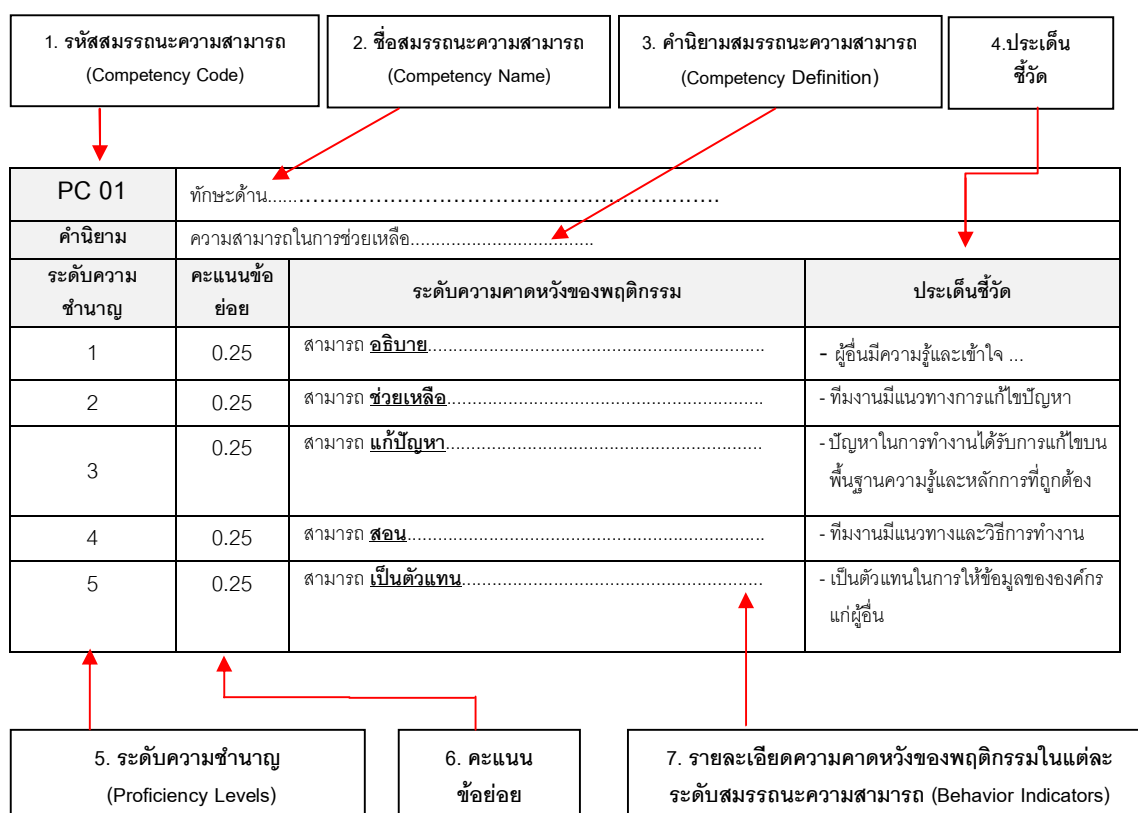 1. รหัสสมรรถนะความสามารถ
(Competency Code)
2. ชื่อสมรรถนะความสามารถ
(Competency Name)
3. คำนิยามสมรรถนะความสามารถ
(Competency Definition)
4.ประเด็น
ชี้วัด
PC 01
ทักษะด้าน................................................................
คำนิยาม
ความสามารถในการช่วยเหลือ....................................
ระดับความ
ชำนาญ
คะแนนข้อ
ย่อย
ระดับความคาดหวังของพฤติกรรม
ประเด็นชี้วัด
1
0.25
สามารถ อธิบาย..................................................................
- ผู้อื่นมีความรู้และเข้าใจ ...
2
0.25
สามารถ ช่วยเหลือ..............................................................
- ทีมงานมีแนวทางการแก้ไขปัญหา
3
0.25
สามารถ แก้ปัญหา..............................................................
- ปัญหาในการทำงานได้รับการแก้ไขบน
พื้นฐานความรู้และหลักการที่ถูกต้อง
4
0.25
สามารถ สอน......................................................................
- ทีมงานมีแนวทางและวิธีการทำงาน
5
0.25
สามารถ เป็นตัวแทน...........................................................
- เป็นตัวแทนในการให้ข้อมูลขององค์กร
แก่ผู้อื่น
5. ระดับความชำนาญ
(Proficiency Levels)
6. คะแนน
ข้อย่อย
7. รายละเอียดความคาดหวังของพฤติกรรมในแต่ละ
ระดับสมรรถนะความสามารถ (Behavior Indicators)